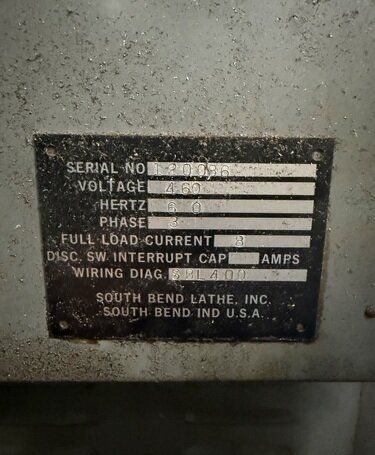 SERIAL NO 120086
VOLTAGE 460
HERTZ 60
PHASE 3
FULL LOAD CURRENT 8
DISC. SW INTERRUPT CAP AMPS
WIRING DIAG. SBL400
SOUTH BEND LATHE, INC.
SOUTH BEND IND U.S.A.